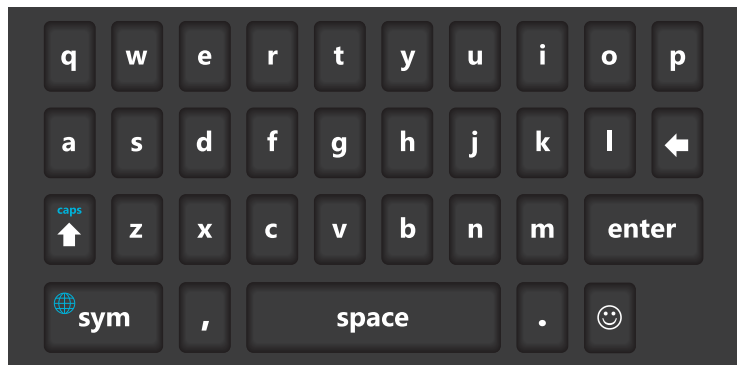 q w e r t y u i o p
a s d f g h j k l
caps
z x c v b n m enter
sym , space .